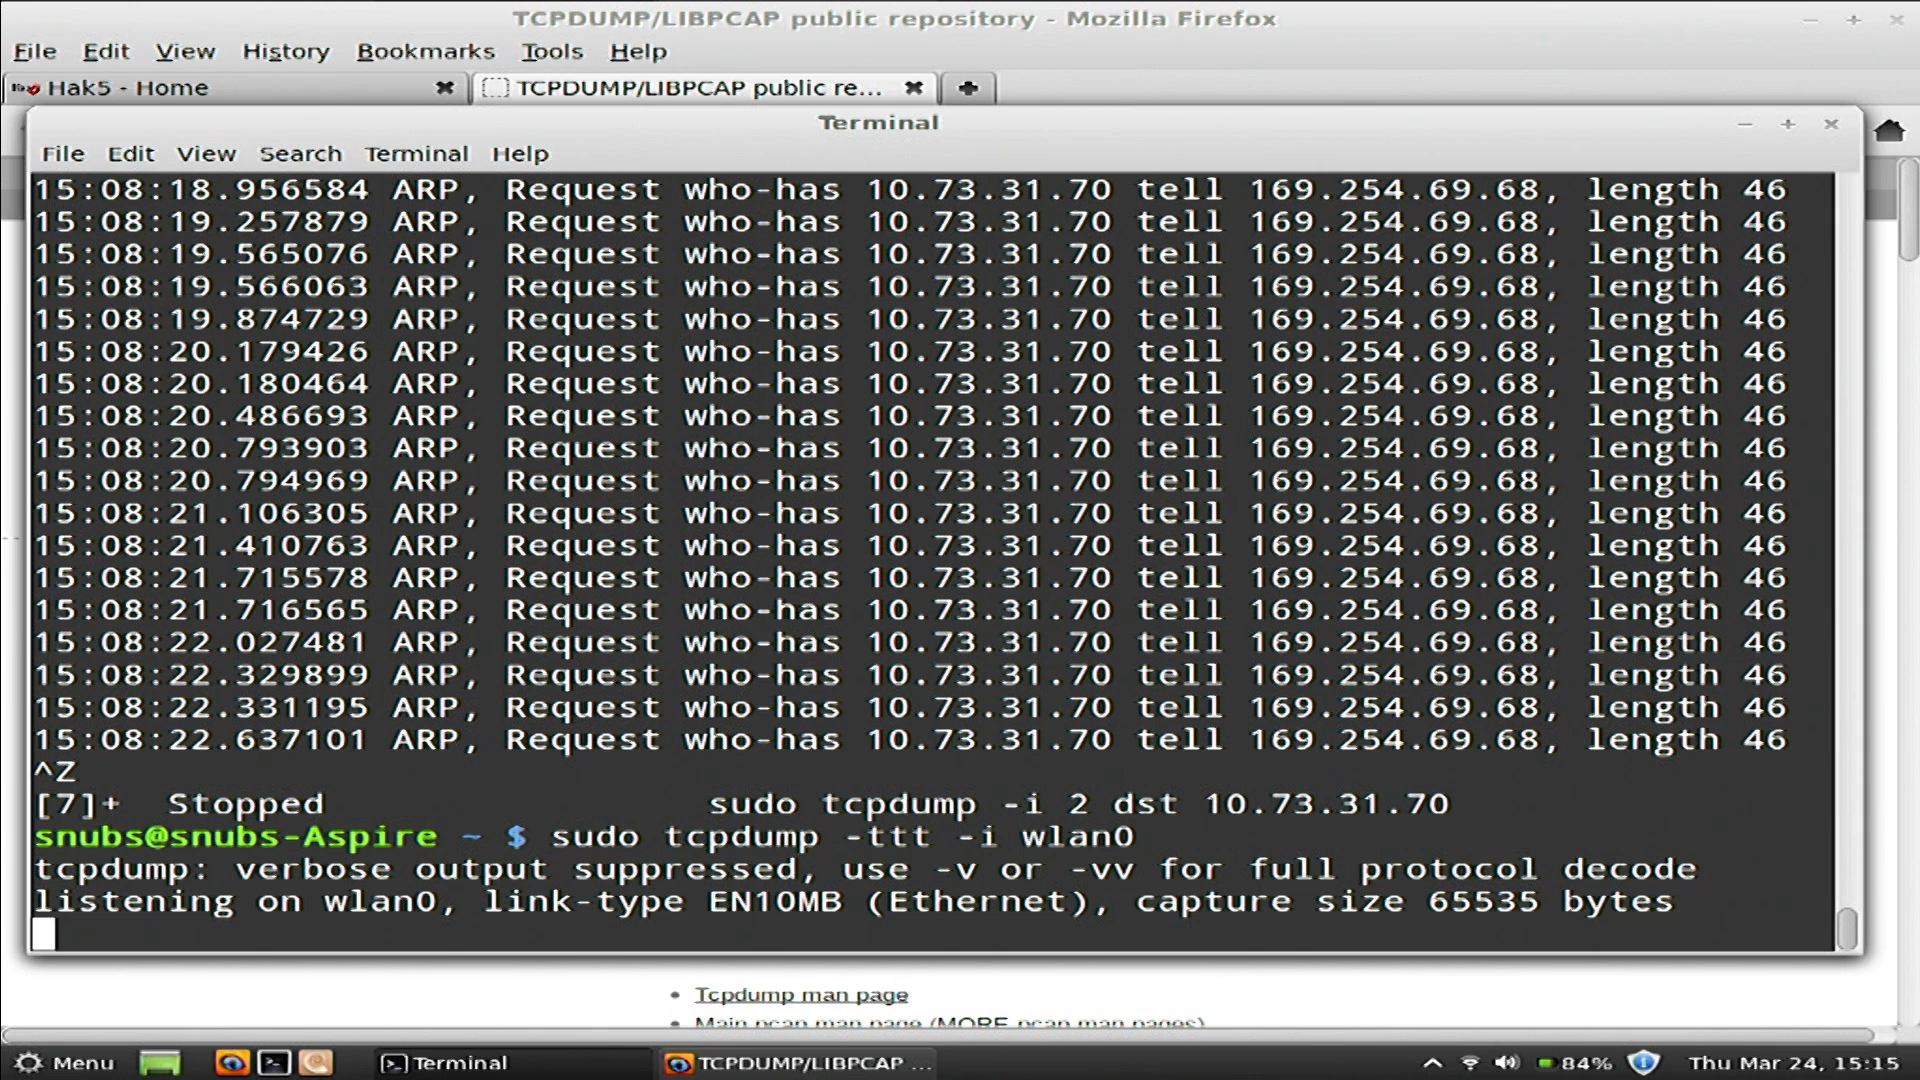 TCPDUMP/LIBPCAP public repository - Mozilla Firefox
File Edit View History Bookmarks Tools Help
Hak5 - Home
TCPDUMP/LIBPCAP public re...
Terminal
File Edit View Search Terminal Help
15:08:18.956584 ARP, Request who-has 10.73.31.70 tell 169.254.69.68, length 46
15:08:19.257879 ARP, Request who-has 10.73.31.70 tell 169.254.69.68, length 46
15:08:19.565076 ARP, Request who-has 10.73.31.70 tell 169.254.69.68, length 46
15:08:19.566063 ARP, Request who-has 10.73.31.70 tell 169.254.69.68, length 46
15:08:19.874729 ARP, Request who-has 10.73.31.70 tell 169.254.69.68, length 46
15:08:20.179426 ARP, Request who-has 10.73.31.70 tell 169.254.69.68, length 46
15:08:20.180464 ARP, Request who-has 10.73.31.70 tell 169.254.69.68, length 46
15:08:20.486693 ARP, Request who-has 10.73.31.70 tell 169.254.69.68, length 46
15:08:20.793903 ARP, Request who-has 10.73.31.70 tell 169.254.69.68, length 46
15:08:20.794969 ARP, Request who-has 10.73.31.70 tell 169.254.69.68, length 46
15:08:21.106305 ARP, Request who-has 10.73.31.70 tell 169.254.69.68, length 46
15:08:21.410763 ARP, Request who-has 10.73.31.70 tell 169.254.69.68, length 46
15:08:21.715578 ARP, Request who-has 10.73.31.70 tell 169.254.69.68, length 46
15:08:21.716565 ARP, Request who-has 10.73.31.70 tell 169.254.69.68, length 46
15:08:22.027481 ARP, Request who-has 10.73.31.70 tell 169.254.69.68, length 46
15:08:22.329899 ARP, Request who-has 10.73.31.70 tell 169.254.69.68, length 46
15:08:22.331195 ARP, Request who-has 10.73.31.70 tell 169.254.69.68, length 46
15:08:22.637101 ARP, Request who-has 10.73.31.70 tell 169.254.69.68, length 46
^Z
[7]+ Stopped sudo tcpdump -i 2 dst 10.73.31.70
snubs@snubs-Aspire ~ $ sudo tcpdump -ttt -i wlan0
tcpdump: verbose output suppressed, use -v or -vv for full protocol decode
listening on wlan0, link-type EN10MB (Ethernet), capture size 65535 bytes
Tcpdump man page
Main pcap man page (MORE pcap man pages)
Menu Terminal TCPDUMP/LIBPCAP ... 84% Thu Mar 24, 15:15